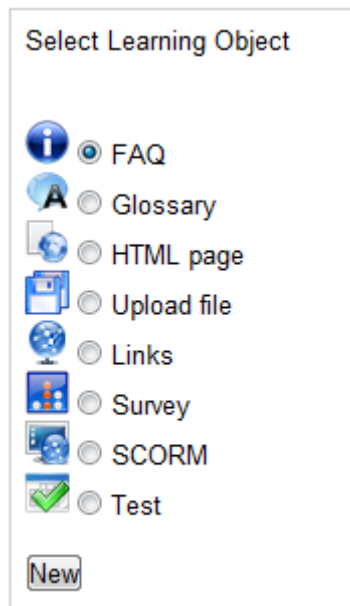 Select Learning Object
FAQ
Glossary
HTML page
Upload file
Links
Survey
SCORM
Test
New